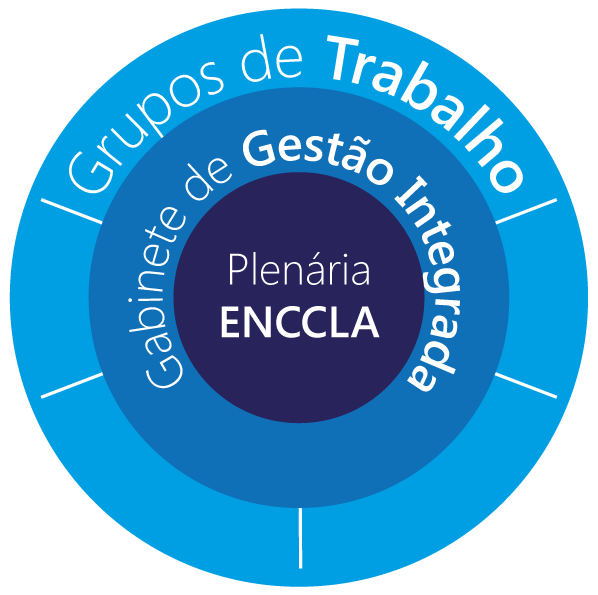 Grupos de Trabalho
Gabinete de Gestão Integrada
Plenária
ENCCLA